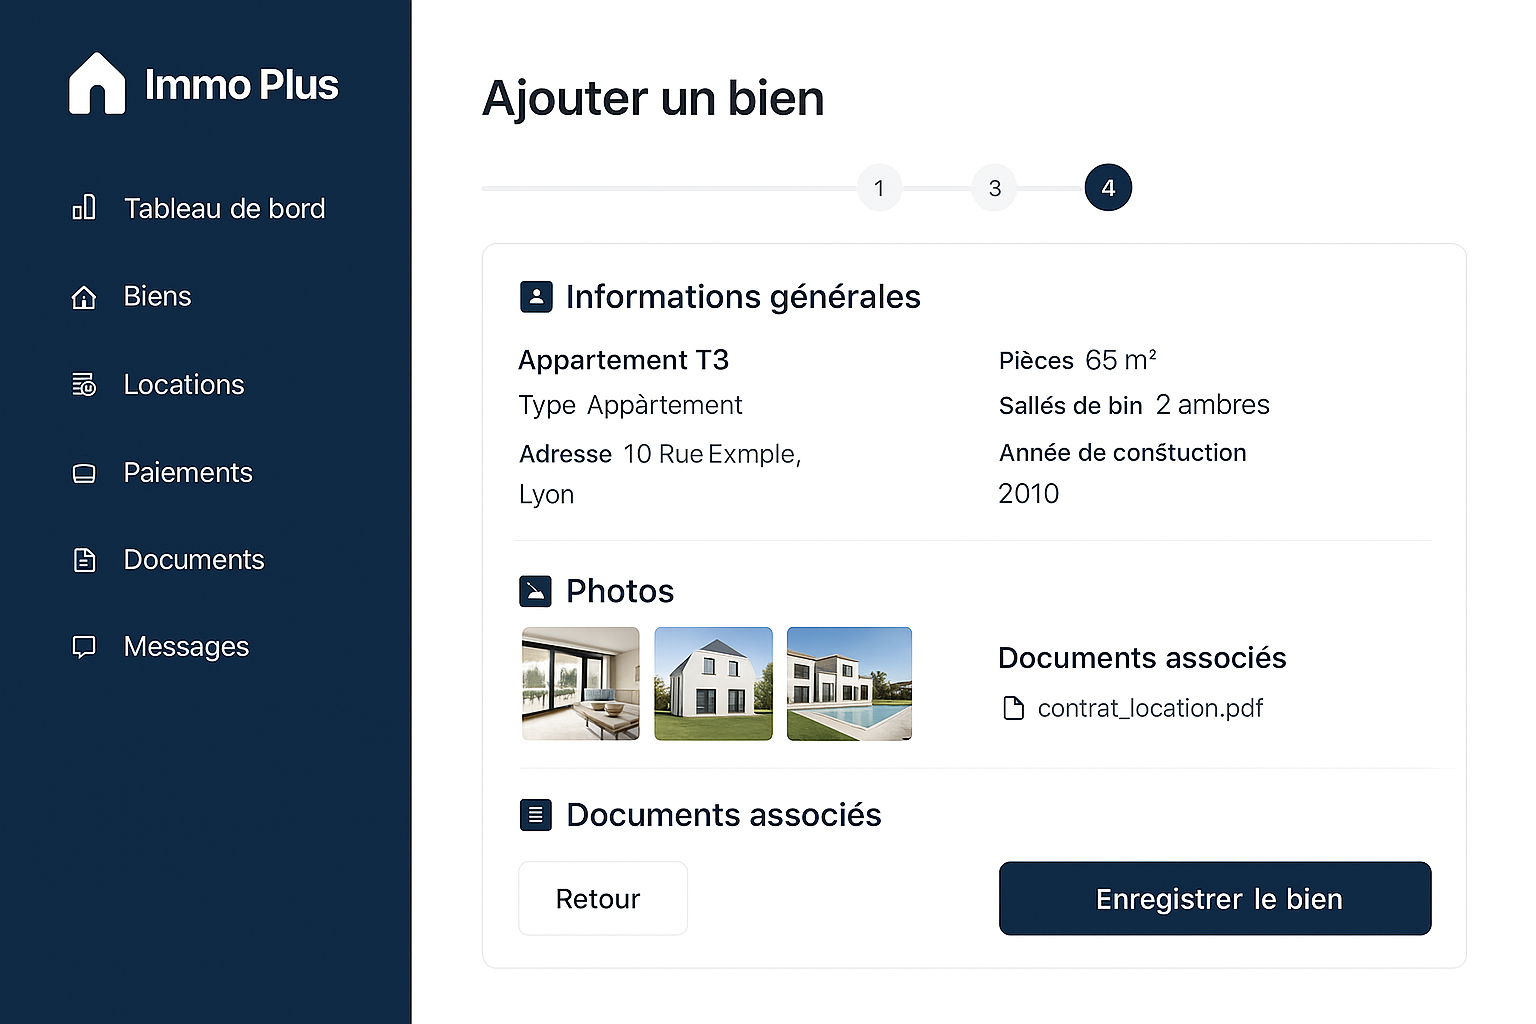 Immo Plus
Tableau de bord
Biens
Locations
Paiements
Documents
Messages
Ajouter un bien
1
3
4
Informations générales
Appartement T3
Type Appàrtement
Adresse 10 Rue Exmple,
Lyon
Pièces 65 m²
Sallés de bin 2 ambres
Année de conśtuction
2010
Photos
Documents associés
contrat_location.pdf
Documents associés
Retour
Enregistrer le bien